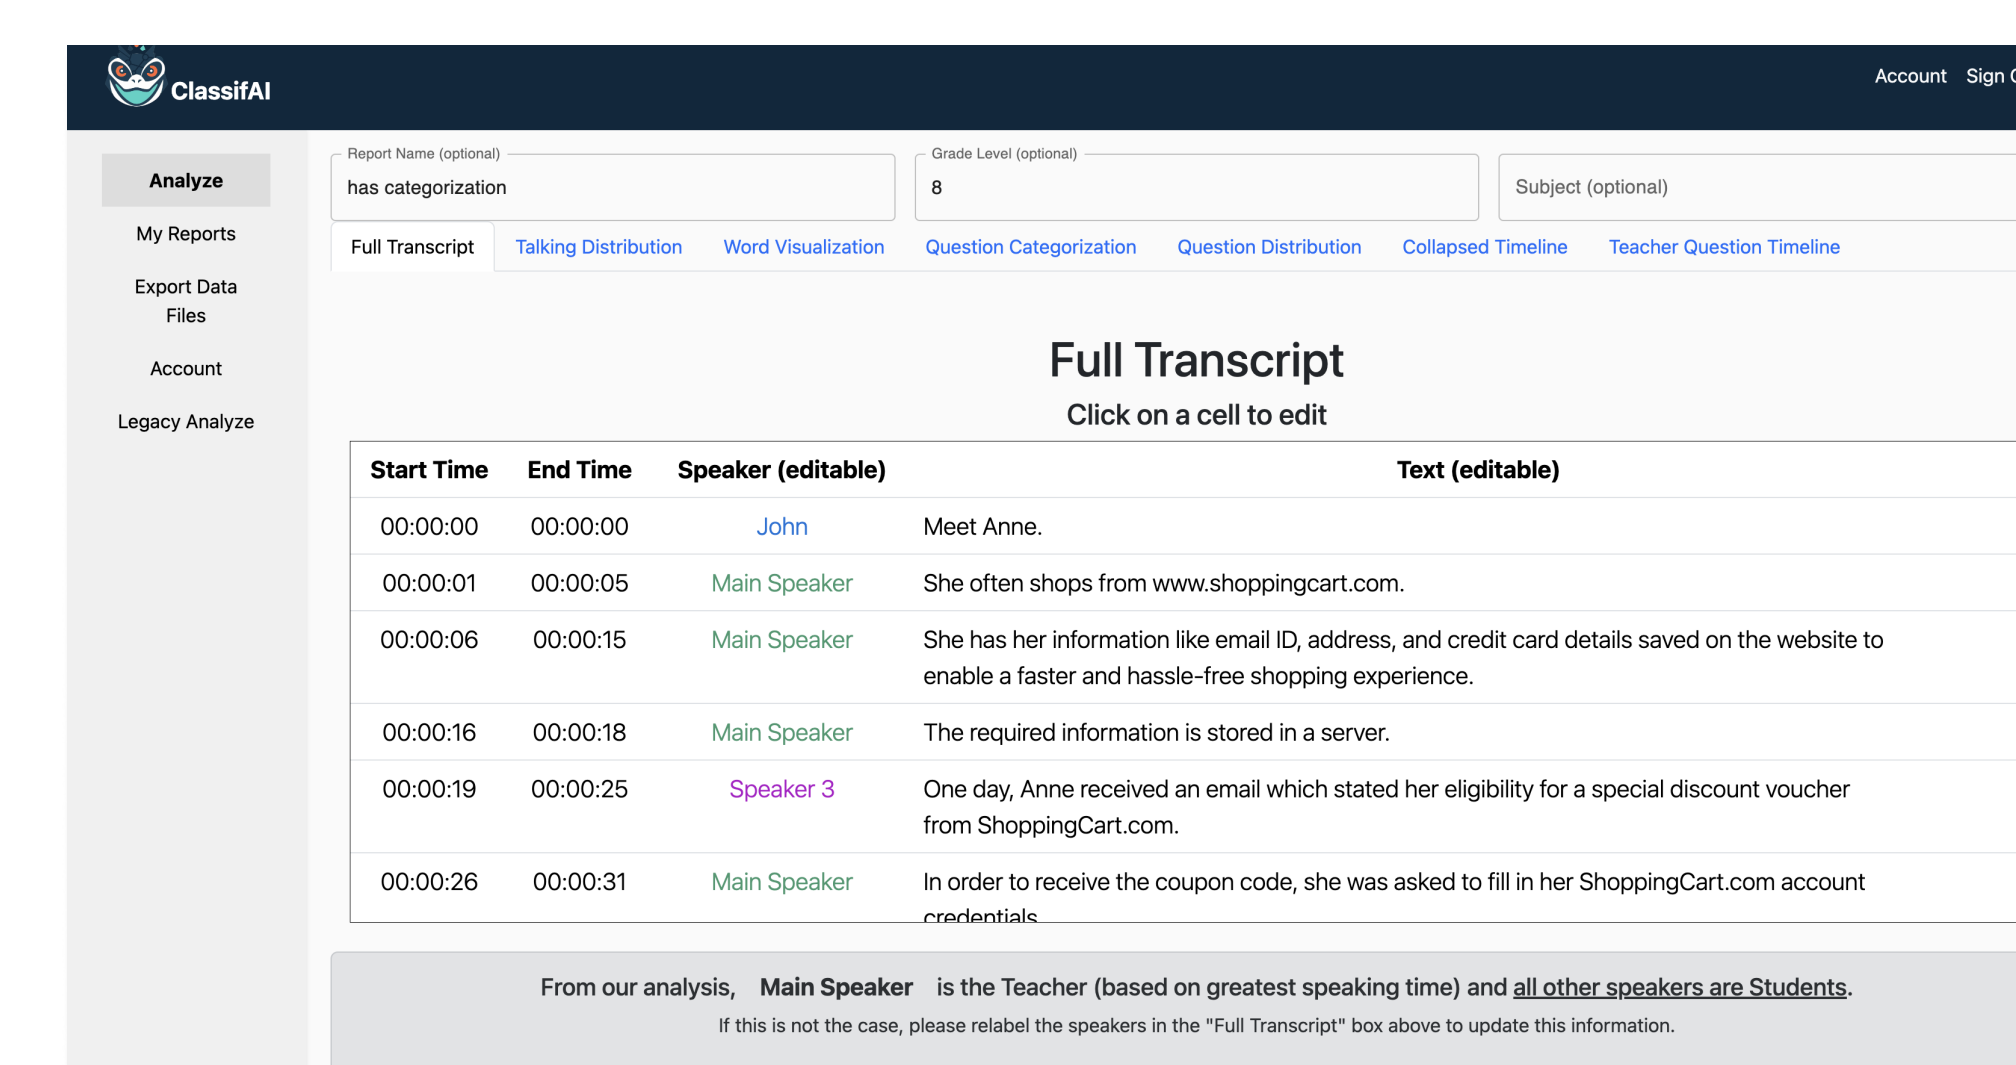 ClassifAI
Account Sign
Analyze
My Reports
Export Data
Files
Account
Legacy Analyze
Report Name (optional)
has categorization
Grade Level (optional)
8
Subject (optional)
Full Transcript Talking Distribution Word Visualization Question Categorization Question Distribution Collapsed Timeline Teacher Question Timeline
Full Transcript
Click on a cell to edit
Start Time End Time Speaker (editable) Text (editable)
00:00:00 00:00:00 John Meet Anne.
00:00:01 00:00:05 Main Speaker She often shops from www.shoppingcart.com.
00:00:06 00:00:15 Main Speaker She has her information like email ID, address, and credit card details saved on the website to
enable a faster and hassle-free shopping experience.
00:00:16 00:00:18 Main Speaker The required information is stored in a server.
00:00:19 00:00:25 Speaker 3 One day, Anne received an email which stated her eligibility for a special discount voucher
from ShoppingCart.com.
00:00:26 00:00:31 Main Speaker In order to receive the coupon code, she was asked to fill in her ShoppingCart.com account
credentials
From our analysis, Main Speaker is the Teacher (based on greatest speaking time) and all other speakers are Students.
If this is not the case, please relabel the speakers in the "Full Transcript" box above to update this information.